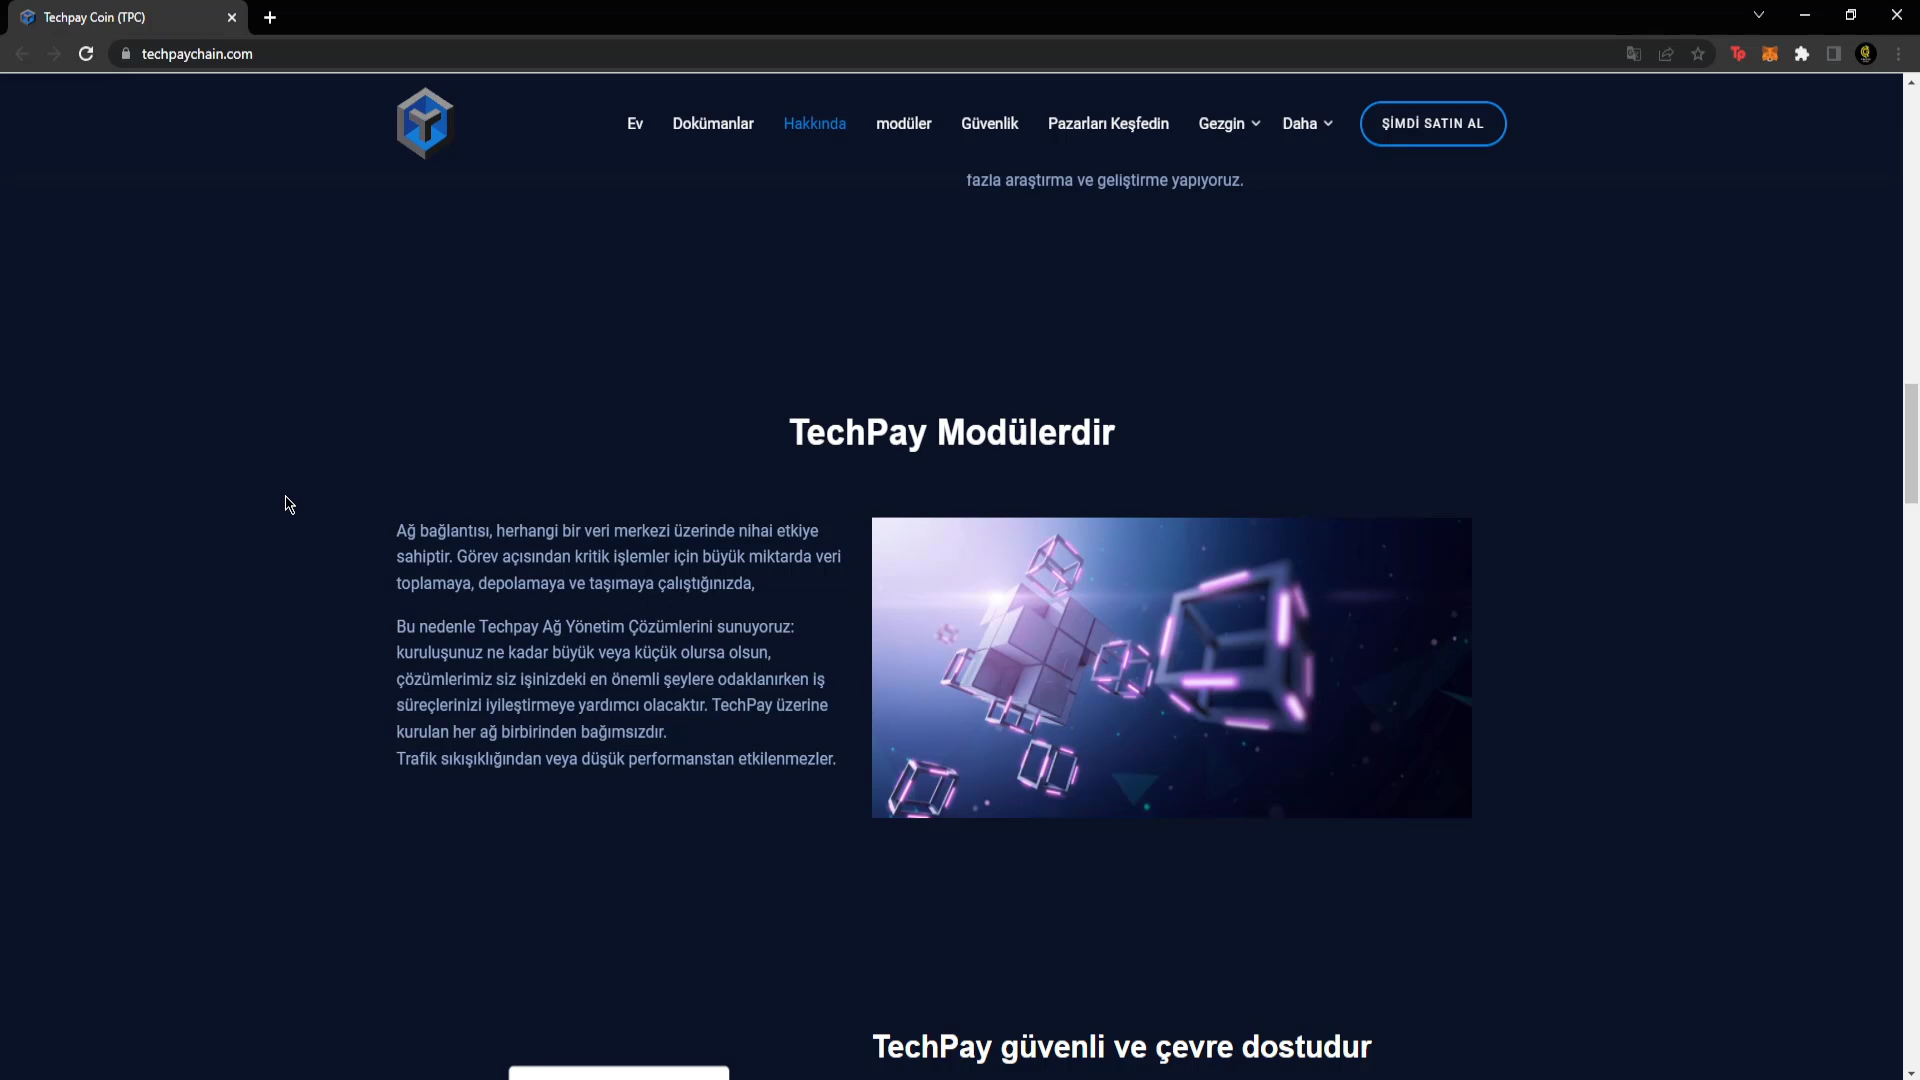 Techpay Coin (TPC)
techpaychain.com
Tp
Ev
Dokümanlar
Hakkında
modüler
Güvenlik
Pazarları Keşfedin
Gezgin
Daha
ŞİMDİ SATIN AL
fazla araştırma ve geliştirme yapıyoruz.
TechPay Modülerdir
Ağ bağlantısı, herhangi bir veri merkezi üzerinde nihai etkiye
sahiptir. Görev açısından kritik işlemler için büyük miktarda veri
toplamaya, depolamaya ve taşımaya çalıştığınızda,
Bu nedenle Techpay Ağ Yönetim Çözümlerini sunuyoruz:
kuruluşunuz ne kadar büyük veya küçük olursa olsun,
çözümlerimiz siz işinizdeki en önemli şeylere odaklanırken iş
süreçlerinizi iyileştirmeye yardımcı olacaktır. TechPay üzerine
kurulan her ağ birbirinden bağımsızdır.
Trafik sıkışıklığından veya düşük performanstan etkilenmezler.
TechPay güvenli ve çevre dostudur